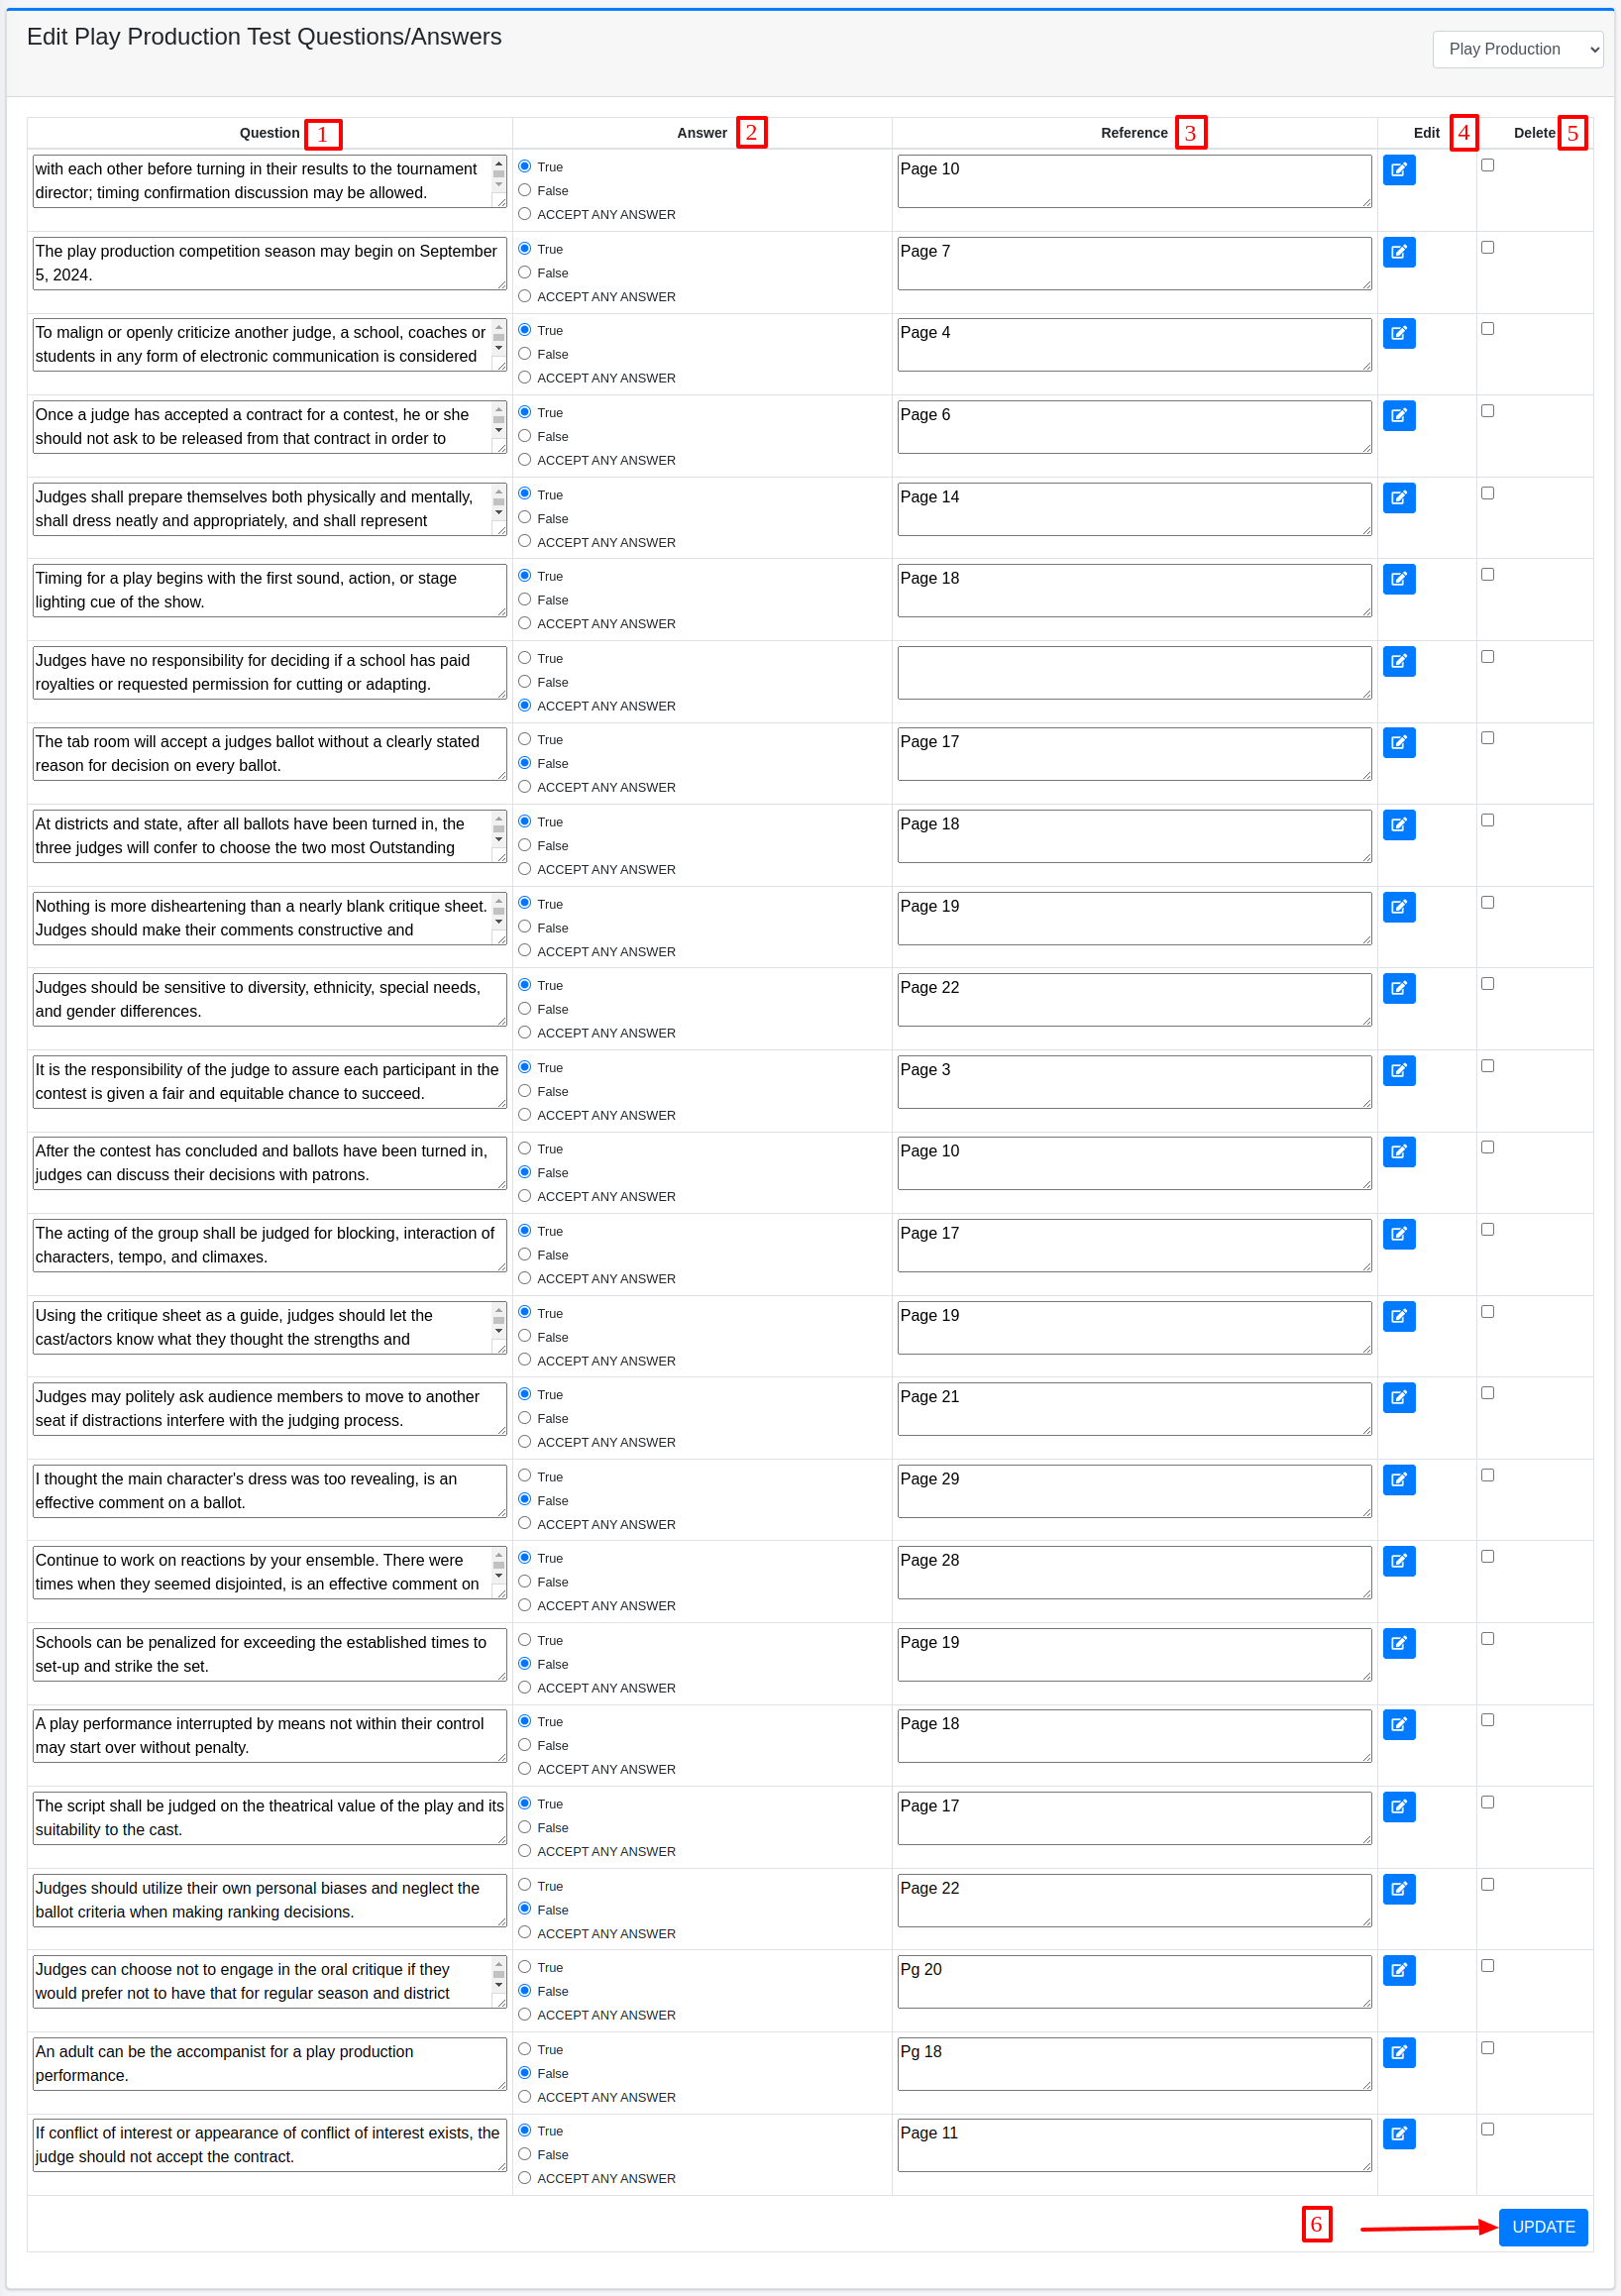 Edit Play Production Test Questions/Answers
Play Production
Question 1 Answer 2 Reference 3 Edit 4 Delete 5
with each other before turning in their results to the tournament
director; timing confirmation discussion may be allowed.
True
False
ACCEPT ANY ANSWER
Page 10
The play production competition season may begin on September
5, 2024.
True
False
ACCEPT ANY ANSWER
Page 7
To malign or openly criticize another judge, a school, coaches or
students in any form of electronic communication is considered
True
False
ACCEPT ANY ANSWER
Page 4
Once a judge has accepted a contract for a contest, he or she
should not ask to be released from that contract in order to
True
False
ACCEPT ANY ANSWER
Page 6
Judges shall prepare themselves both physically and mentally,
shall dress neatly and appropriately, and shall represent
True
False
ACCEPT ANY ANSWER
Page 14
Timing for a play begins with the first sound, action, or stage
lighting cue of the show.
True
False
ACCEPT ANY ANSWER
Page 18
Judges have no responsibility for deciding if a school has paid
royalties or requested permission for cutting or adapting.
True
False
ACCEPT ANY ANSWER
The tab room will accept a judges ballot without a clearly stated
reason for decision on every ballot.
True
False
ACCEPT ANY ANSWER
Page 17
At districts and state, after all ballots have been turned in, the
three judges will confer to choose the two most Outstanding
True
False
ACCEPT ANY ANSWER
Page 18
Nothing is more disheartening than a nearly blank critique sheet.
Judges should make their comments constructive and
True
False
ACCEPT ANY ANSWER
Page 19
Judges should be sensitive to diversity, ethnicity, special needs,
and gender differences.
True
False
ACCEPT ANY ANSWER
Page 22
It is the responsibility of the judge to assure each participant in the
contest is given a fair and equitable chance to succeed.
True
False
ACCEPT ANY ANSWER
Page 3
After the contest has concluded and ballots have been turned in,
judges can discuss their decisions with patrons.
True
False
ACCEPT ANY ANSWER
Page 10
The acting of the group shall be judged for blocking, interaction of
characters, tempo, and climaxes.
True
False
ACCEPT ANY ANSWER
Page 17
Using the critique sheet as a guide, judges should let the
cast/actors know what they thought the strengths and
True
False
ACCEPT ANY ANSWER
Page 19
Judges may politely ask audience members to move to another
seat if distractions interfere with the judging process.
True
False
ACCEPT ANY ANSWER
Page 21
I thought the main character's dress was too revealing, is an
effective comment on a ballot.
True
False
ACCEPT ANY ANSWER
Page 29
Continue to work on reactions by your ensemble. There were
times when they seemed disjointed, is an effective comment on
True
False
ACCEPT ANY ANSWER
Page 28
Schools can be penalized for exceeding the established times to
set-up and strike the set.
True
False
ACCEPT ANY ANSWER
Page 19
A play performance interrupted by means not within their control
may start over without penalty.
True
False
ACCEPT ANY ANSWER
Page 18
The script shall be judged on the theatrical value of the play and its
suitability to the cast.
True
False
ACCEPT ANY ANSWER
Page 17
Judges should utilize their own personal biases and neglect the
ballot criteria when making ranking decisions.
True
False
ACCEPT ANY ANSWER
Page 22
Judges can choose not to engage in the oral critique if they
would prefer not to have that for regular season and district
True
False
ACCEPT ANY ANSWER
Pg 20
An adult can be the accompanist for a play production
performance.
True
False
ACCEPT ANY ANSWER
Pg 18
If conflict of interest or appearance of conflict of interest exists, the
judge should not accept the contract.
True
False
ACCEPT ANY ANSWER
Page 11
6 UPDATE